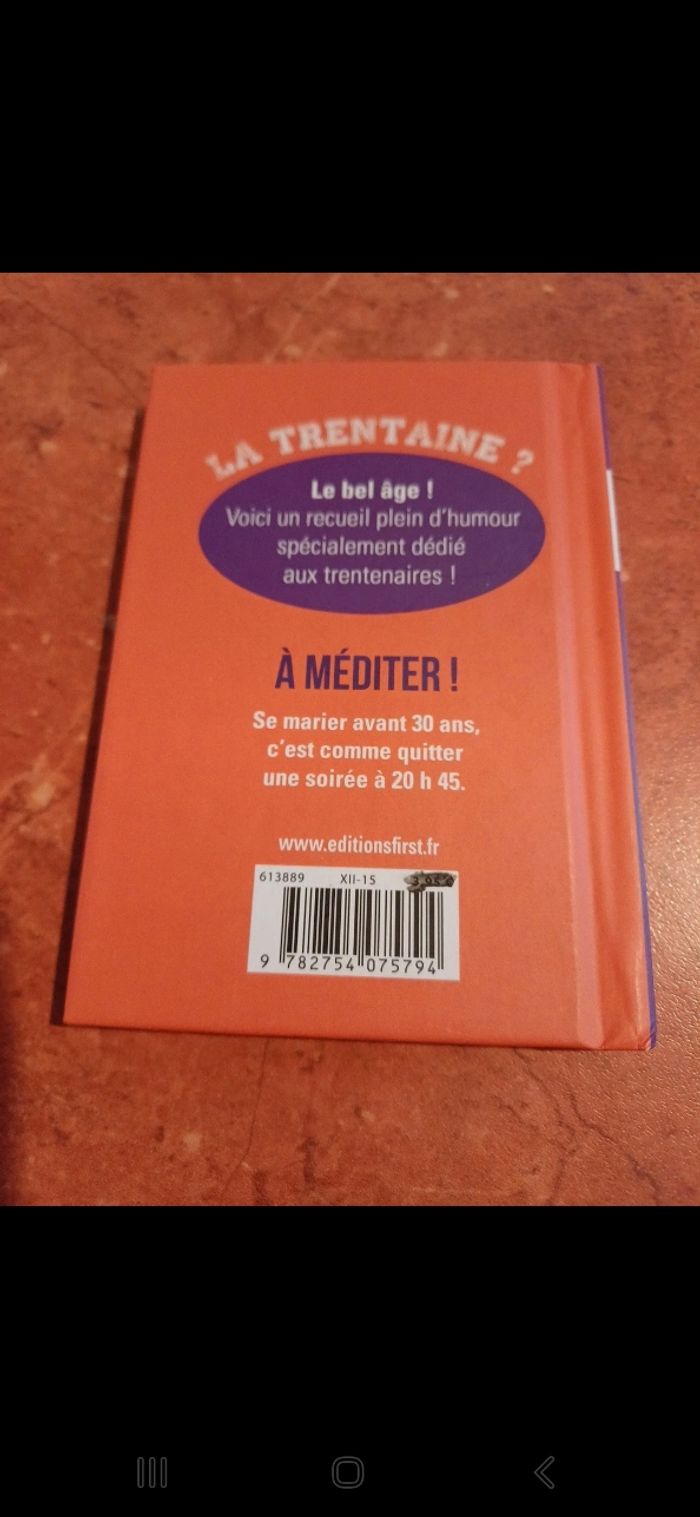 LA TRENTAINE ?
Le bel âge !
Voici un recueil plein d'humour
spécialement dédié
aux trentenaires !
À MÉDITER !
Se marier avant 30 ans,
c'est comme quitter
une soirée à 20 h 45.
www.editionsfirst.fr
613889 XII-15
9 782754 075794